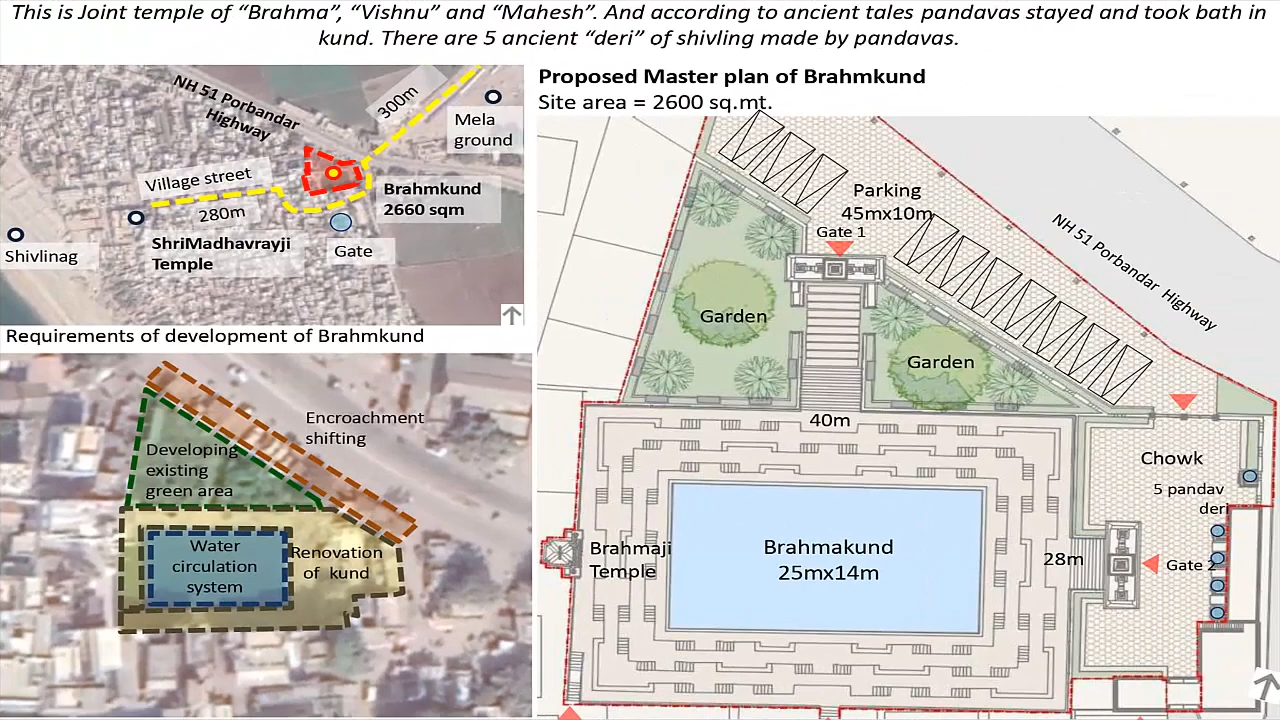 This is Joint temple of “Brahma”, “Vishnu” and “Mahesh”. And according to ancient tales pandavas stayed and took bath in
kund. There are 5 ancient “deri” of shivling made by pandavas.
NH 51 Porbandar
Highway
300m
Mela
ground
Village street
280m
Brahmkund
2660 sqm
ShriMadhavrayji
Temple
Shivlinag
Gate
Requirements of development of Brahmkund
Encroachment
shifting
Developing
existing
green area
Water
circulation
system
Renovation
of kund
Proposed Master plan of Brahmkund
Site area = 2600 sq.mt.
Parking
45mx10m
Gate 1
NH 51 Porbandar Highway
Garden
Garden
40m
Chowk
5 pandav
deri
Brahmaji
Temple
Brahmakund
25mx14m
28m
Gate 2